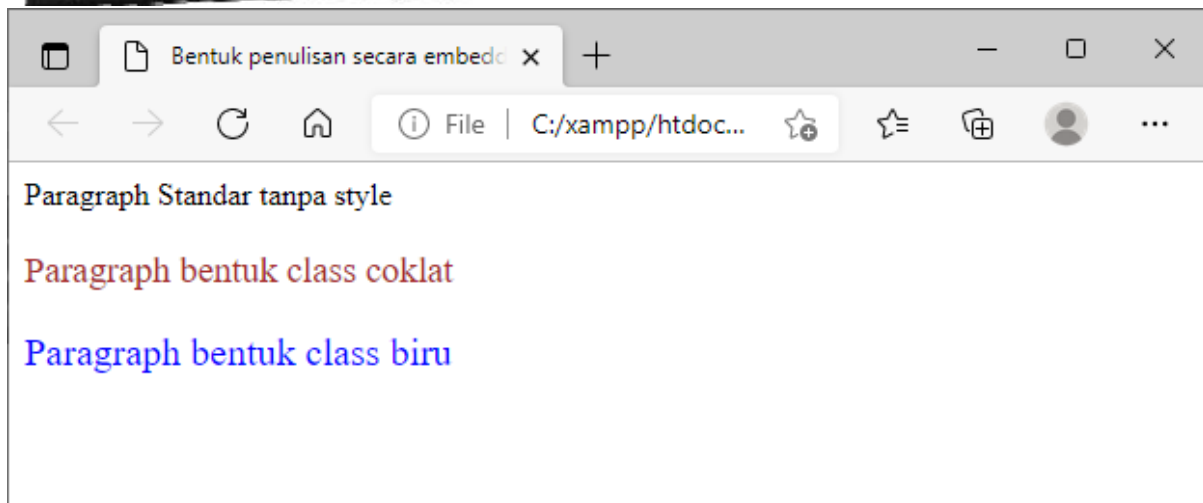 Bentuk penulisan secara embedd
File | C:/xampp/htdoc...
Paragraph Standar tanpa style
Paragraph bentuk class coklat
Paragraph bentuk class biru